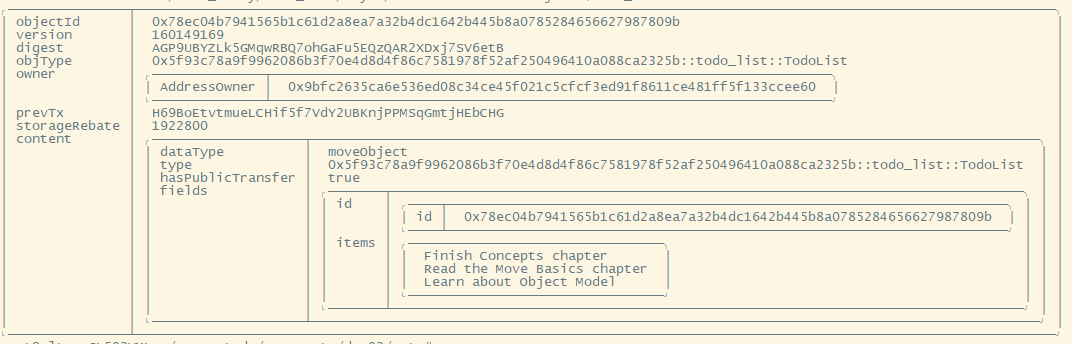 objectId 0x78ec04b7941565b1c61d2a8ea7a32b4dc1642b445b8a0785284656627987809b
version 160149169
digest AGP9UBYZLk5GMqwRBQ7ohGaFu5EQzQAR2XDxj7SV6etB
objType 0x5f93c78a9f9962086b3f70e4d8d4f86c7581978f52af250496410a088ca2325b::todo_list::TodoList
owner
AddressOwner 0x9bfc2635ca6e536ed08c34ce45f021c5cfcf3ed91f8611ce481ff5f133ccee60
prevTx H69BoEtvtmueLCHif5f7VdY2UBKnjPPMSqGmtjHEbCHG
storageRebate 1922800
content
dataType moveObject
type 0x5f93c78a9f9962086b3f70e4d8d4f86c7581978f52af250496410a088ca2325b::todo_list::TodoList
hasPublicTransfer true
fields
id
id 0x78ec04b7941565b1c61d2a8ea7a32b4dc1642b445b8a0785284656627987809b
items
Finish Concepts chapter
Read the Move Basics chapter
Learn about Object Model